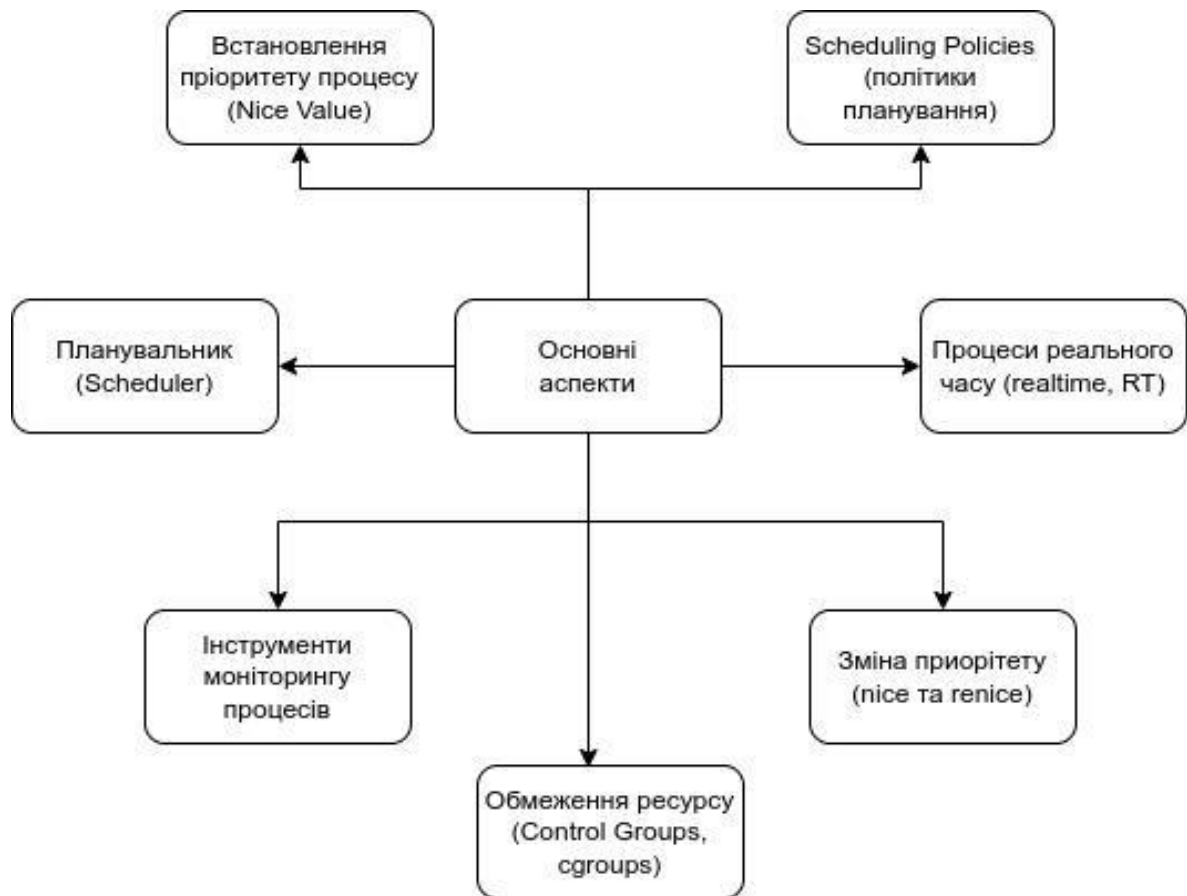 Встановлення
пріоритету процесу
(Nice Value)
Scheduling Policies
(політики
планування)
Планувальник
(Scheduler)
Основні
аспекти
Процеси реального
часу (realtime, RT)
Інструменти
моніторингу
процесів
Зміна приорітету
(nice та renice)
Обмеження ресурсу
(Control Groups,
cgroups)